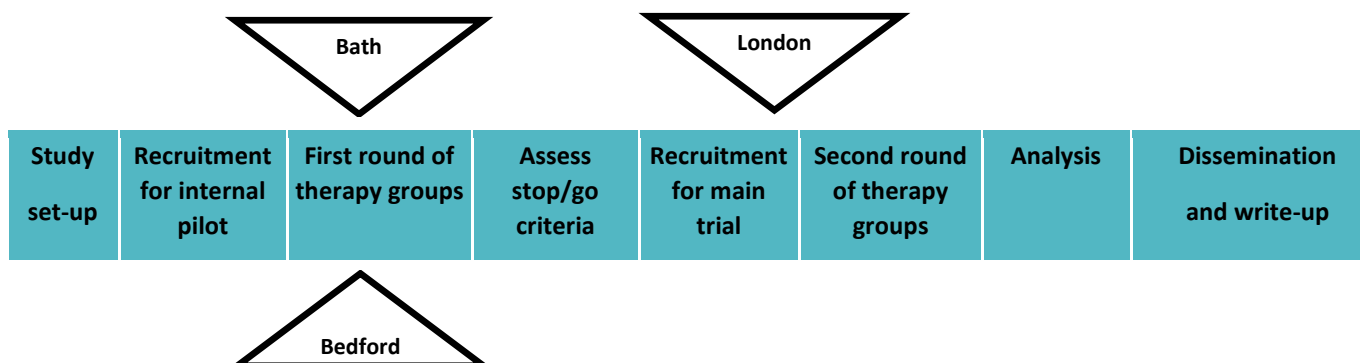 Bath
London
Study
set-up
Recruitment
for internal
pilot
First round of
therapy groups
Assess
stop/go
criteria
Recruitment
for main
trial
Second round
of therapy
groups
Analysis
Dissemination
and write-up
Bedford